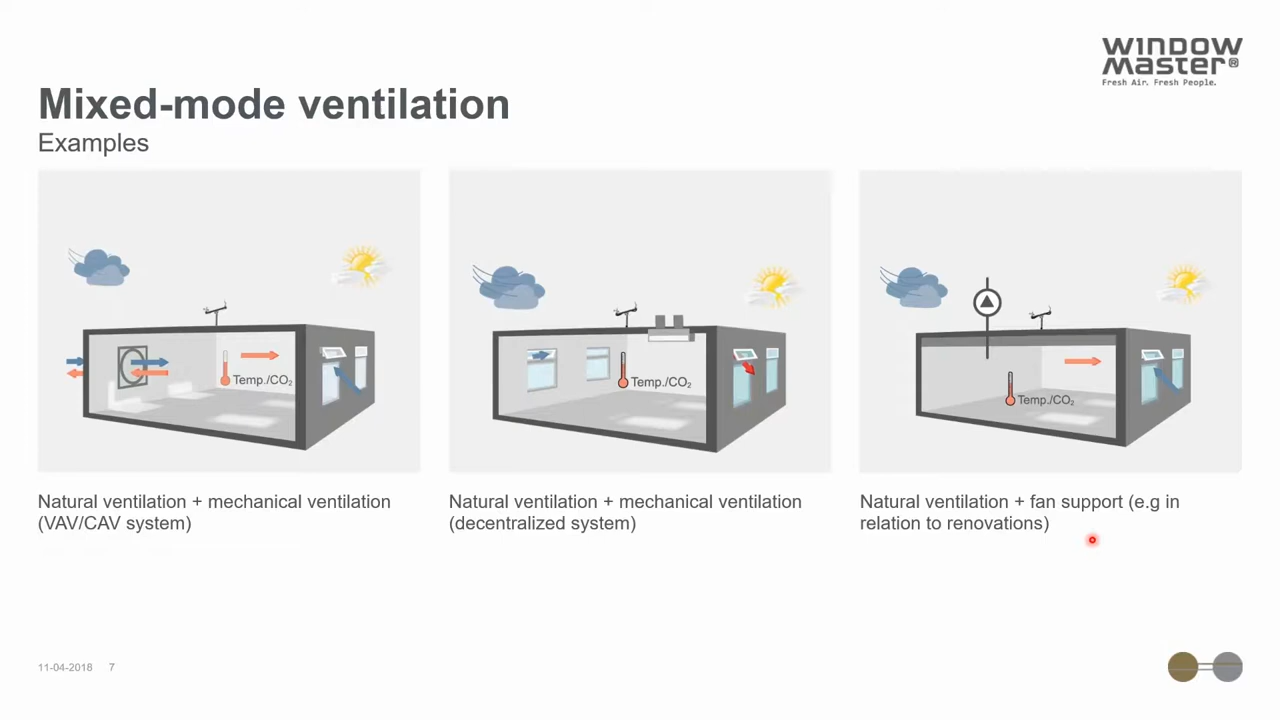 WINDOW
Master®
Fresh Air. Fresh People.
Mixed-mode ventilation
Examples
Temp./CO₂
Temp./CO₂
Temp./CO₂
Natural ventilation + mechanical ventilation
(VAV/CAV system)
Natural ventilation + mechanical ventilation
(decentralized system)
Natural ventilation + fan support (e.g in
relation to renovations)
11-04-2018 7